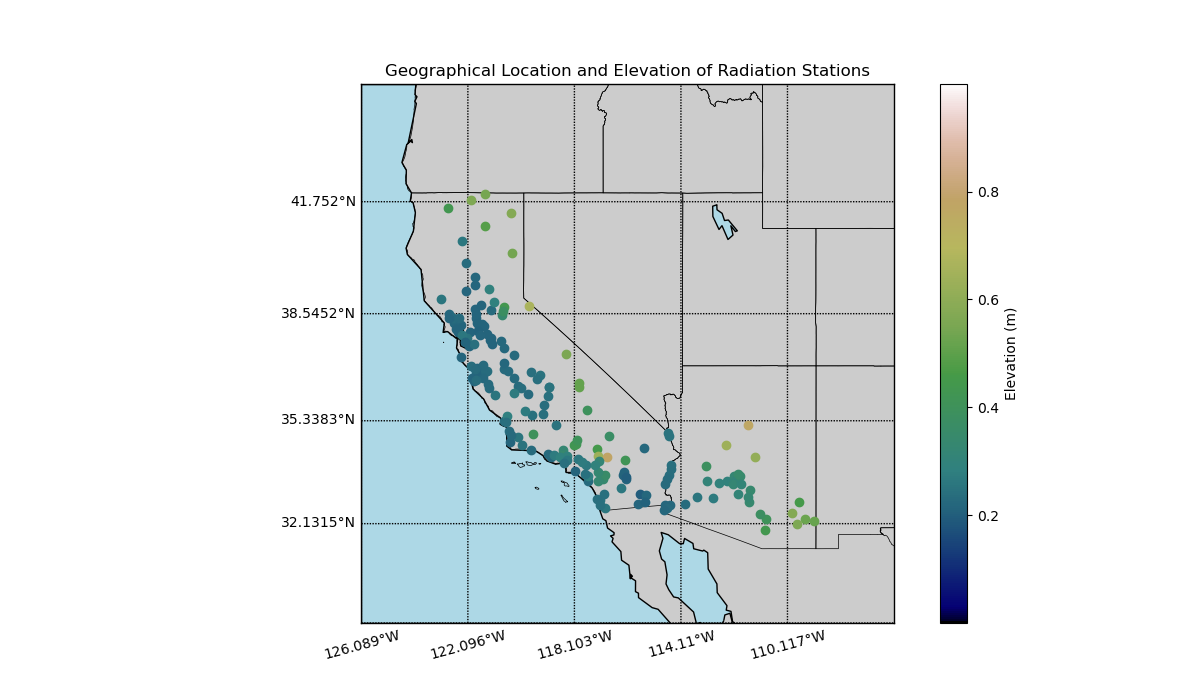 Geographical Location and Elevation of Radiation Stations
41.752°N
38.5452°N
35.3383°N
32.1315°N
126.089°W
122.096°W
118.103°W
114.11°W
110.117°W
0.8
0.6
0.4
0.2
Elevation (m)